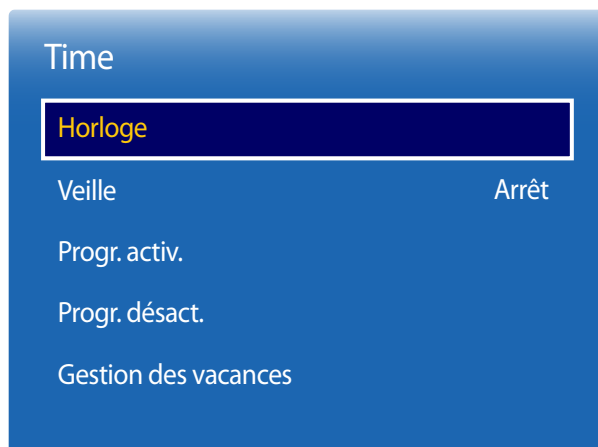 Time
Horloge
Veille Arrêt
Progr. activ.
Progr. désact.
Gestion des vacances